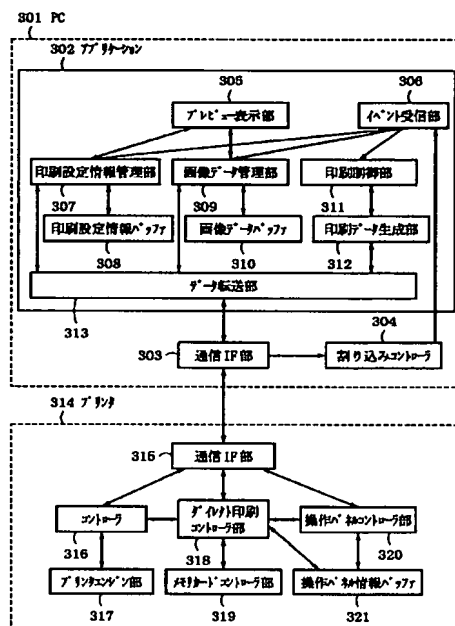 301 PC
302 アプリケーション
305
306
プレビュー表示部
イベント受信部
印刷設定情報管理部
画像データ管理部
印刷制御部
307
309
311
印刷設定情報バッファ
画像データバッファ
印刷データ生成部
308
310
312
データ転送部
313
304
303
通信IF部
割り込みコントローラ
314 プリンタ
315
通信IF部
コントローラ
ダイレクト印刷
コントローラ部
操作パネルコントローラ部
316
318
320
プリンタエンジン部
メモリカードコントローラ部
操作パネル情報バッファ
317
319
321